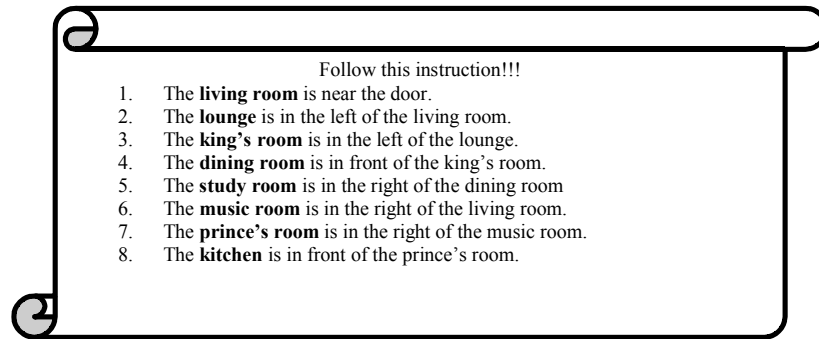 Follow this instruction!!!
1. The living room is near the door.
2. The lounge is in the left of the living room.
3. The king’s room is in the left of the lounge.
4. The dining room is in front of the king’s room.
5. The study room is in the right of the dining room
6. The music room is in the right of the living room.
7. The prince’s room is in the right of the music room.
8. The kitchen is in front of the prince’s room.